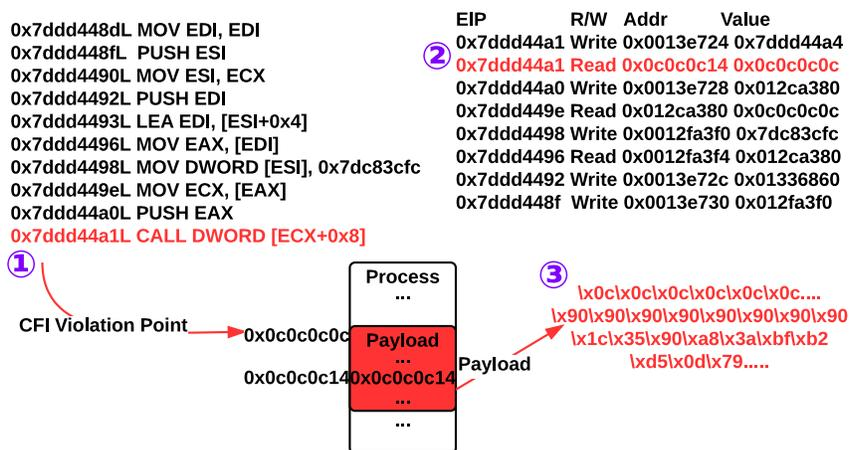 0x7ddd448dL MOV EDI, EDI
0x7ddd448fL PUSH ESI
0x7ddd4490L MOV ESI, ECX
0x7ddd4492L PUSH EDI
0x7ddd4493L LEA EDI, [ESI+0x4]
0x7ddd4496L MOV EAX, [EDI]
0x7ddd4498L MOV DWORD [ESI], 0x7dc83cfc
0x7ddd449eL MOV ECX, [EAX]
0x7ddd44a0L PUSH EAX
0x7ddd44a1L CALL DWORD [ECX+0x8]
①
CFI Violation Point
②
EIP R/W Addr Value
0x7ddd44a1 Write 0x0013e724 0x7ddd44a4
0x7ddd44a1 Read 0x0c0c0c14 0x0c0c0c0c
0x7ddd44a0 Write 0x0013e728 0x012ca380
0x7ddd449e Read 0x012ca380 0x0c0c0c0c
0x7ddd4498 Write 0x0012fa3f0 0x7dc83cfc
0x7ddd4496 Read 0x0012fa3f4 0x012ca380
0x7ddd4492 Write 0x0013e72c 0x01336860
0x7ddd448f Write 0x0013e730 0x012fa3f0
Process
...
0x0c0c0c0c
Payload
...
0x0c0c0c14 0x0c0c0c14
...
...
Payload
③
\x0c\x0c\x0c\x0c\x0c\x0c....
\x90\x90\x90\x90\x90\x90\x90\x90
\x1c\x35\x90\xa8\x3a\xbf\xb2
\xd5\x0d\x79.....